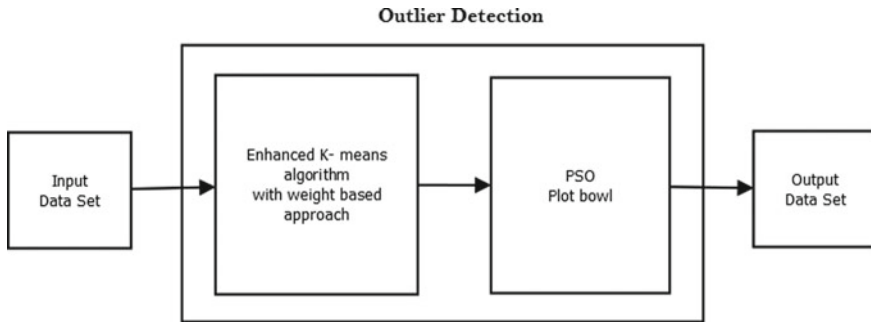 Outlier Detection
Input
Data Set
Enhanced K- means
algorithm
with weight based
approach
PSO
Plot bowl
Output
Data Set